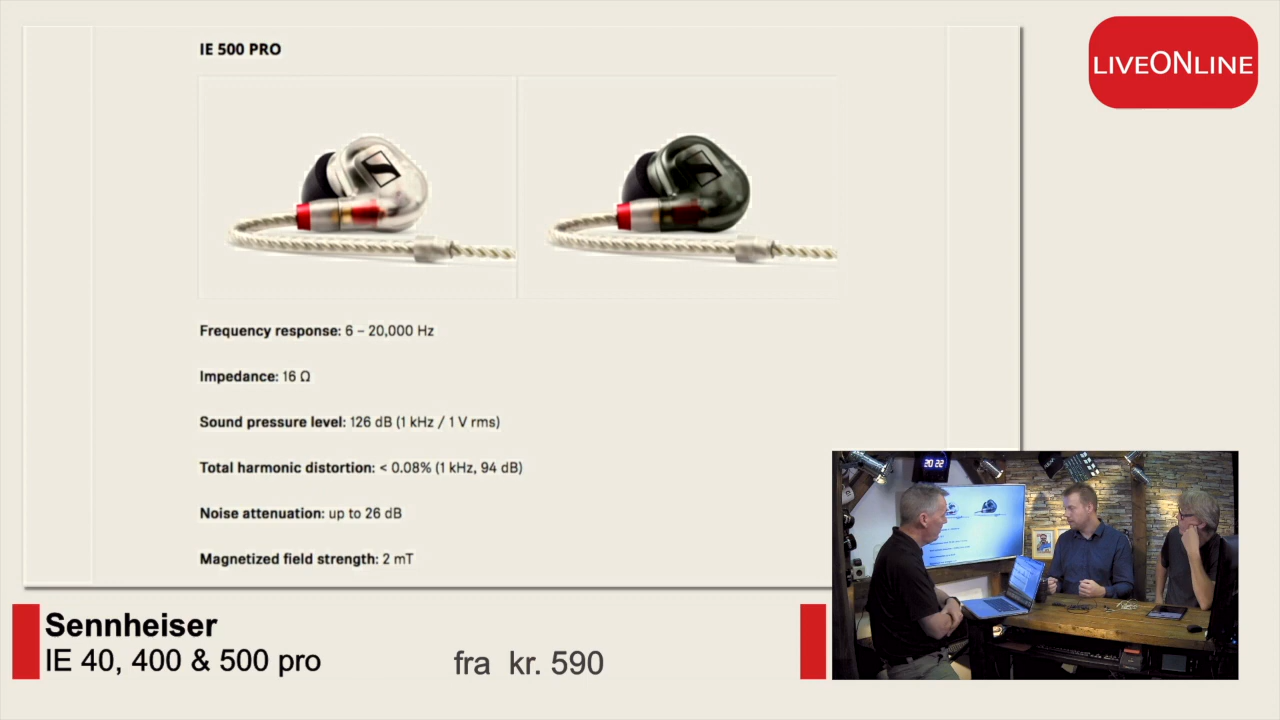 IE 500 PRO
LIVEONLINE
Frequency response: 6 – 20,000 Hz
Impedance: 16 Ω
Sound pressure level: 126 dB (1 kHz / 1 V rms)
Total harmonic distortion: < 0.08% (1 kHz, 94 dB)
Noise attenuation: up to 26 dB
Magnetized field strength: 2 mT
20 22
Sennheiser
IE 40, 400 & 500 pro
fra kr. 590